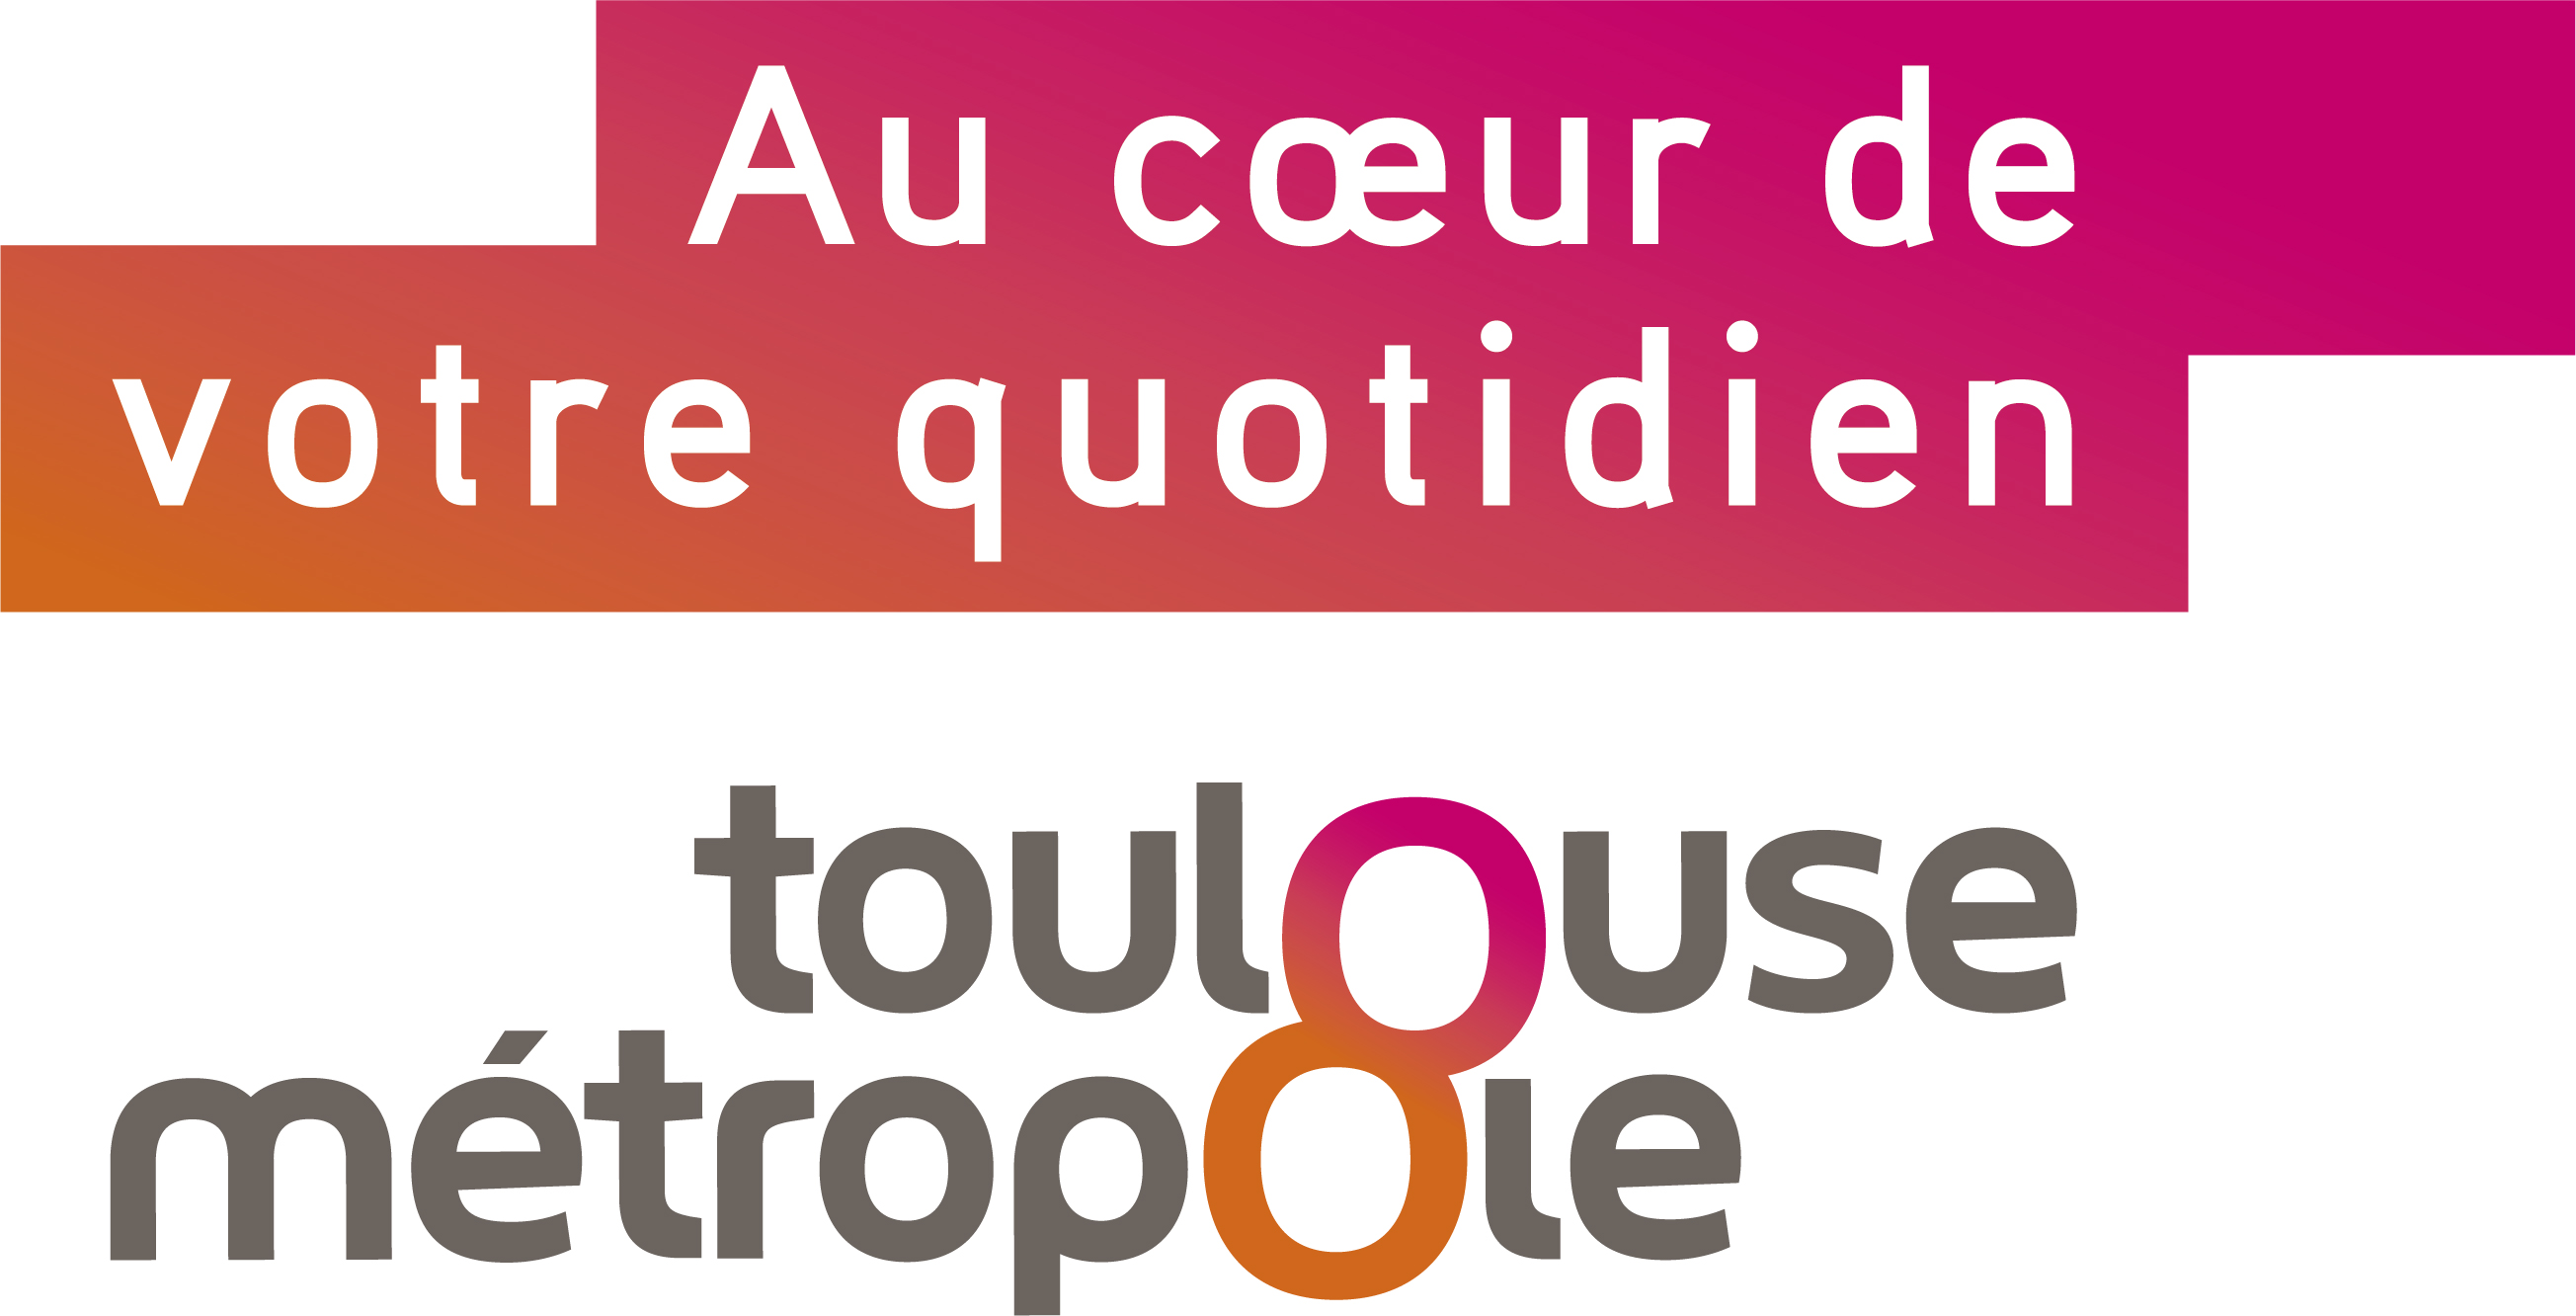 Au cœur de
votre quotidien
toulouse
métropole